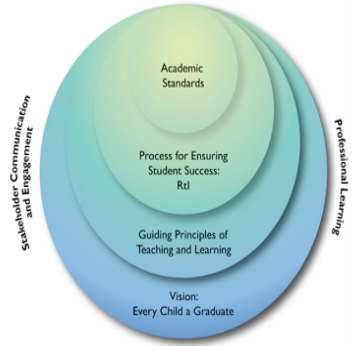 Academic
Standards
Process for Ensuring
Student Success:
RtI
Guiding Principles of
Teaching and Learning
Vision:
Every Child a Graduate
Stakeholder Communication
and Engagement
Professional Learning